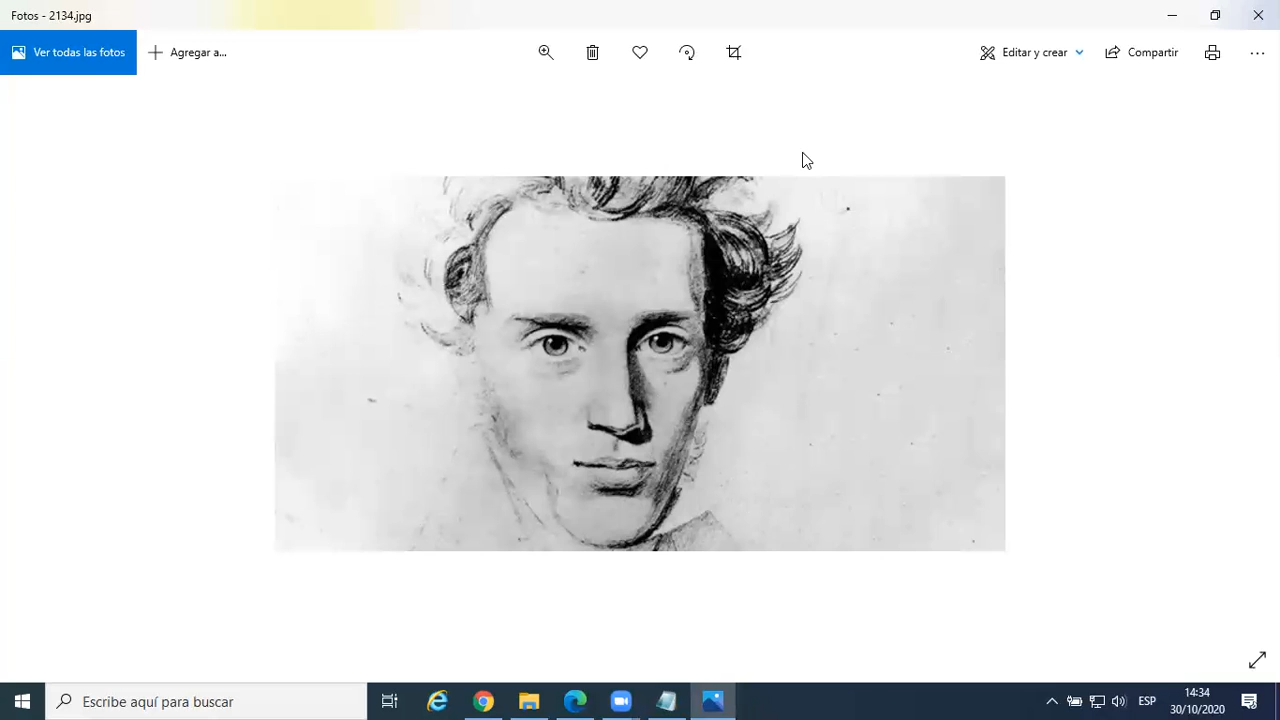 Fotos - 2134.jpg
Ver todas las fotos
Agregar a...
Editar y crear
Compartir
Escribe aquí para buscar
ESP
14:34
30/10/2020